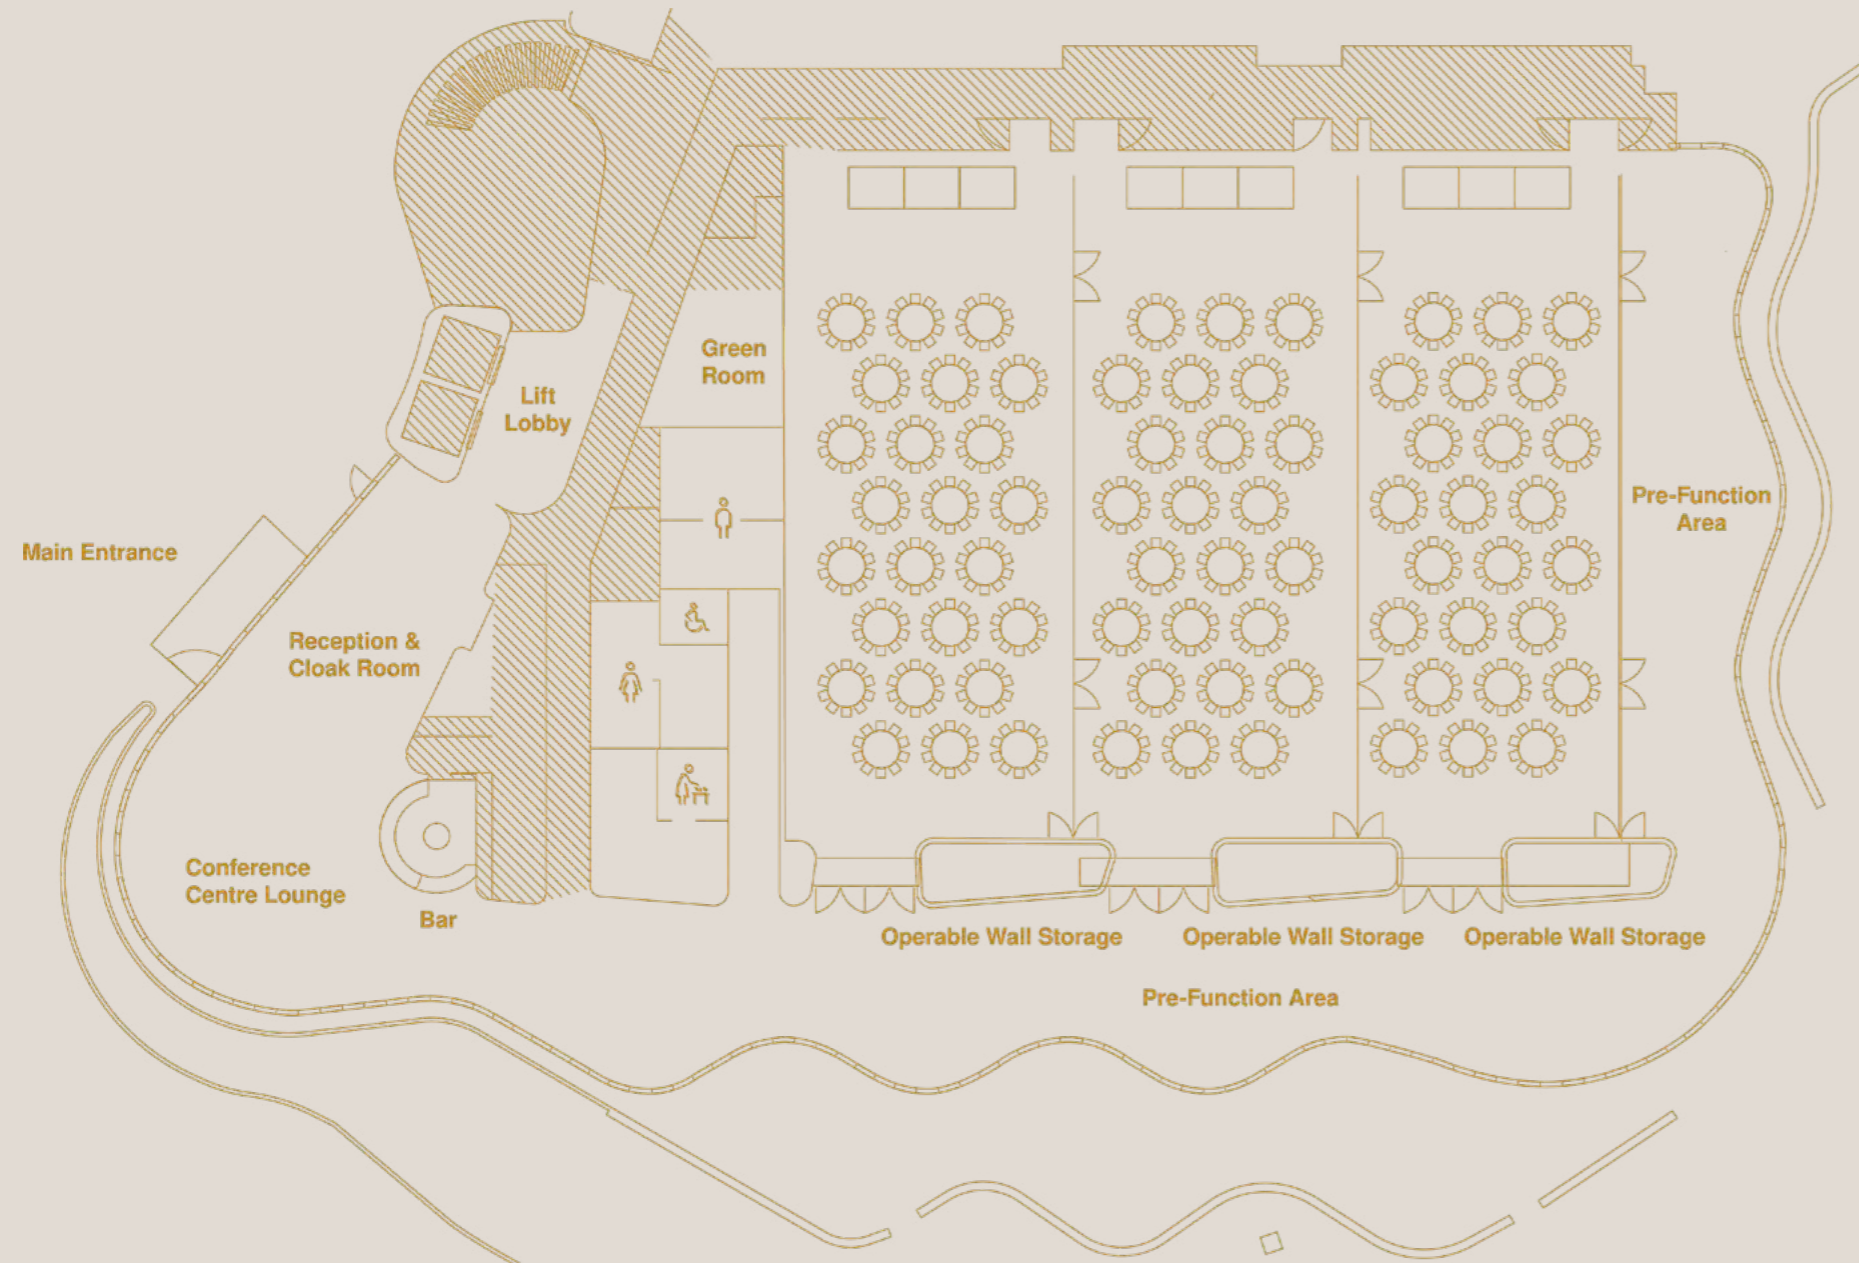 Green
Room
Lift
Lobby
Pre-Function
Area
Main Entrance
Reception &
Cloak Room
Conference
Centre Lounge
Bar
Operable Wall Storage
Operable Wall Storage
Operable Wall Storage
Pre-Function Area